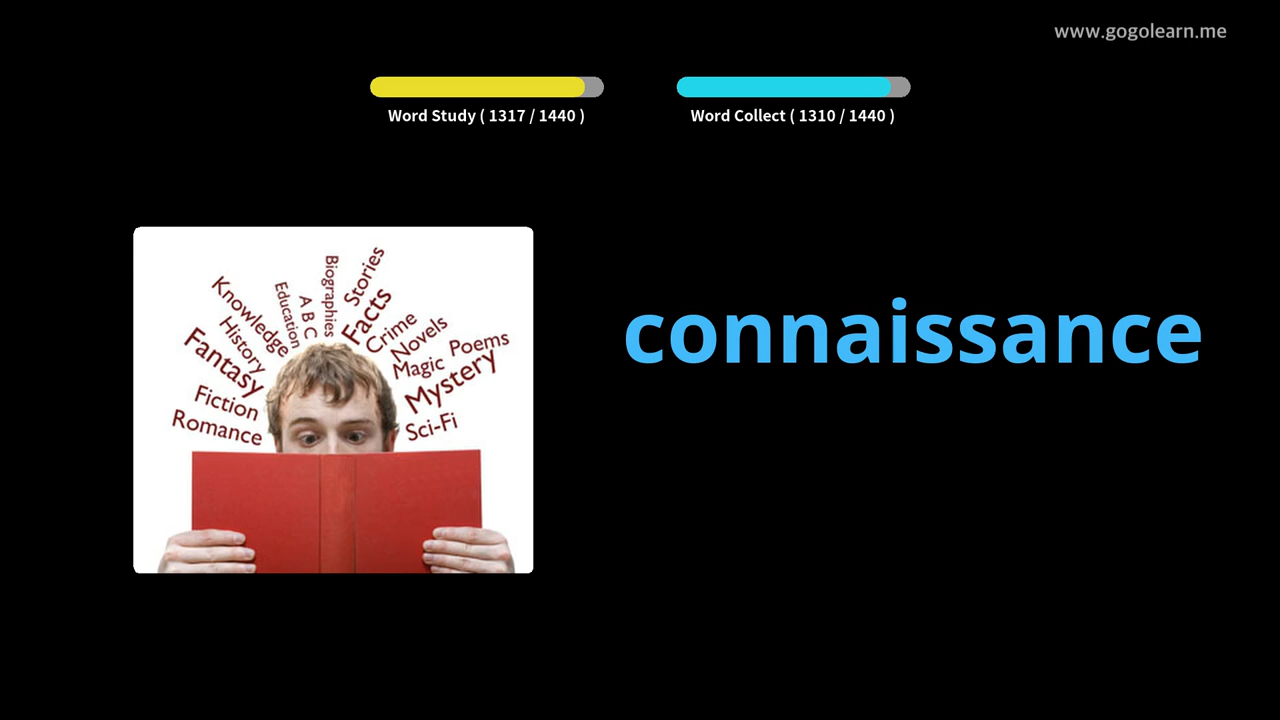 www.gogolearn.me
Word Study ( 1317 / 1440 )
Word Collect ( 1310 / 1440 )
connaissance
Romance
Fiction
Fantasy
History
Knowledge
Education
A B C
Biographies
Stories
Facts
Crime
Novels
Magic
Poems
Mystery
Sci-Fi